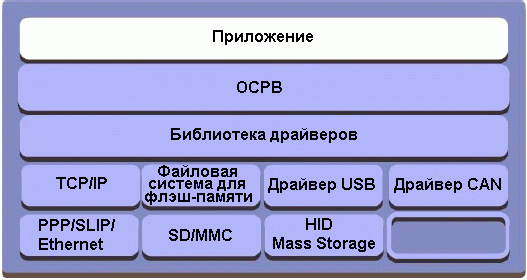 Приложение
ОСРВ
Библиотека драйверов
TCP/IP
Файловая
система для
флэш-памяти
Драйвер USB
Драйвер CAN
PPP/SLIP/
Ethernet
SD/MMC
HID
Mass Storage